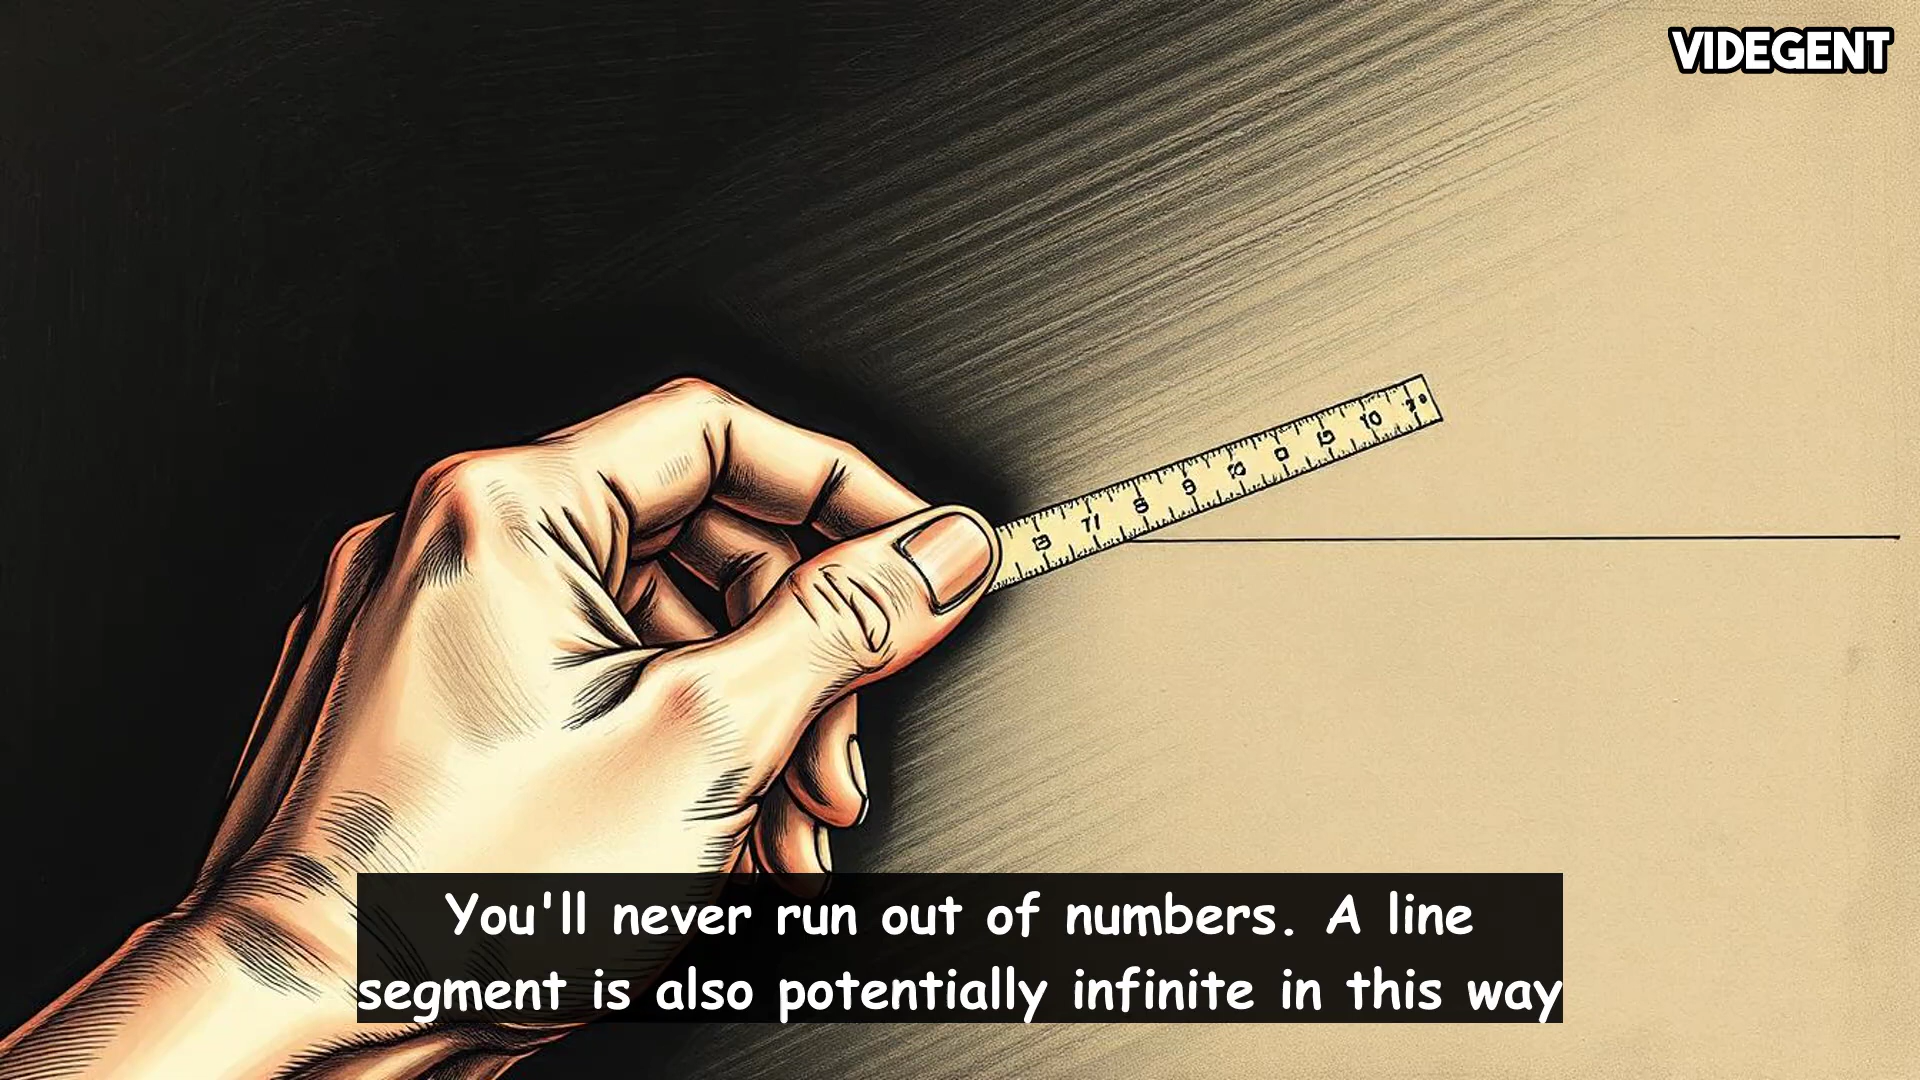 VIDEGENT
You'll never run out of numbers. A line
segment is also potentially infinite in this way